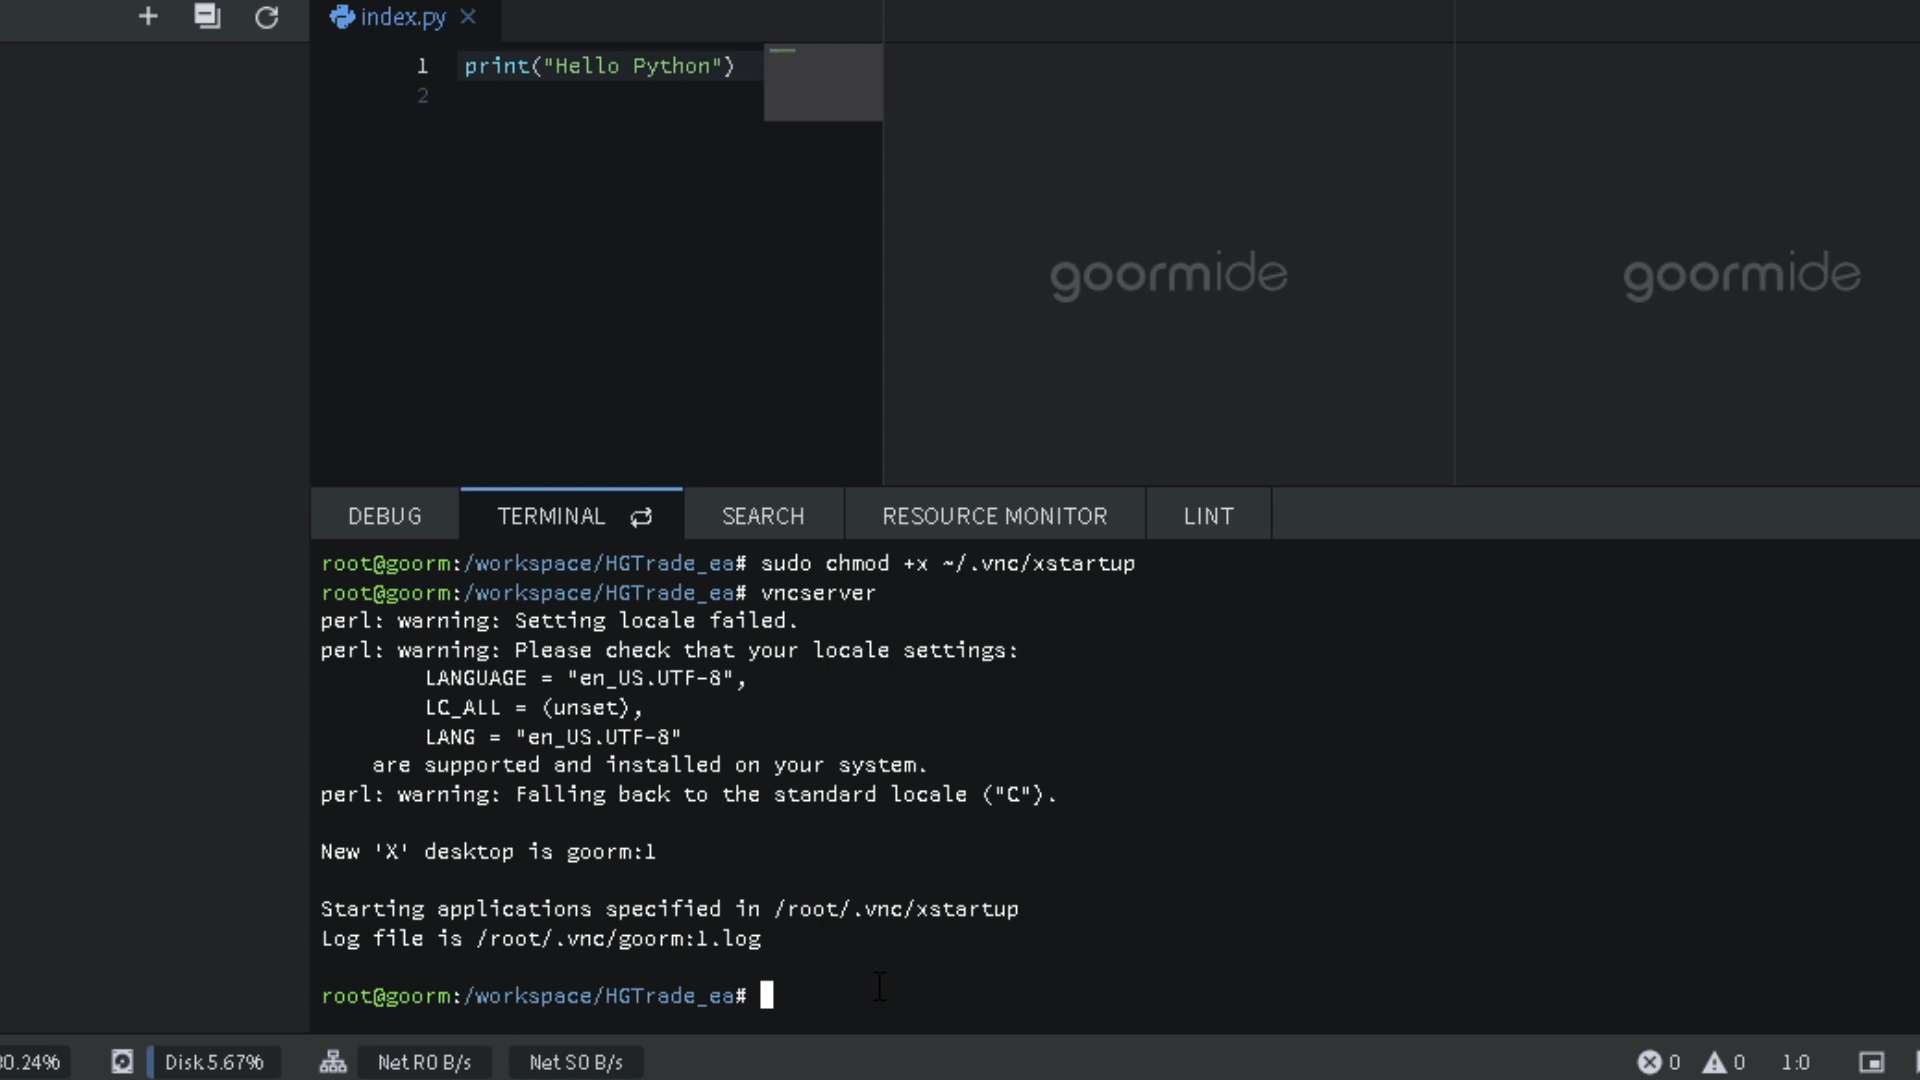 index.py
1 print("Hello Python")
2
goormide
goormide
DEBUG TERMINAL SEARCH RESOURCE MONITOR LINT
root@goorm:/workspace/HGTrade_ea# sudo chmod +x ~/.vnc/xstartup
root@goorm:/workspace/HGTrade_ea# vncserver
perl: warning: Setting locale failed.
perl: warning: Please check that your locale settings:
LANGUAGE = "en_US.UTF-8",
LC_ALL = (unset),
LANG = "en_US.UTF-8"
are supported and installed on your system.
perl: warning: Falling back to the standard locale ("C").
New 'X' desktop is goorm:1
Starting applications specified in /root/.vnc/xstartup
Log file is /root/.vnc/goorm:1.log
root@goorm:/workspace/HGTrade_ea#
0.24% Disk 5.67% Net R 0 B/s Net S 0 B/s 0 0 1:0